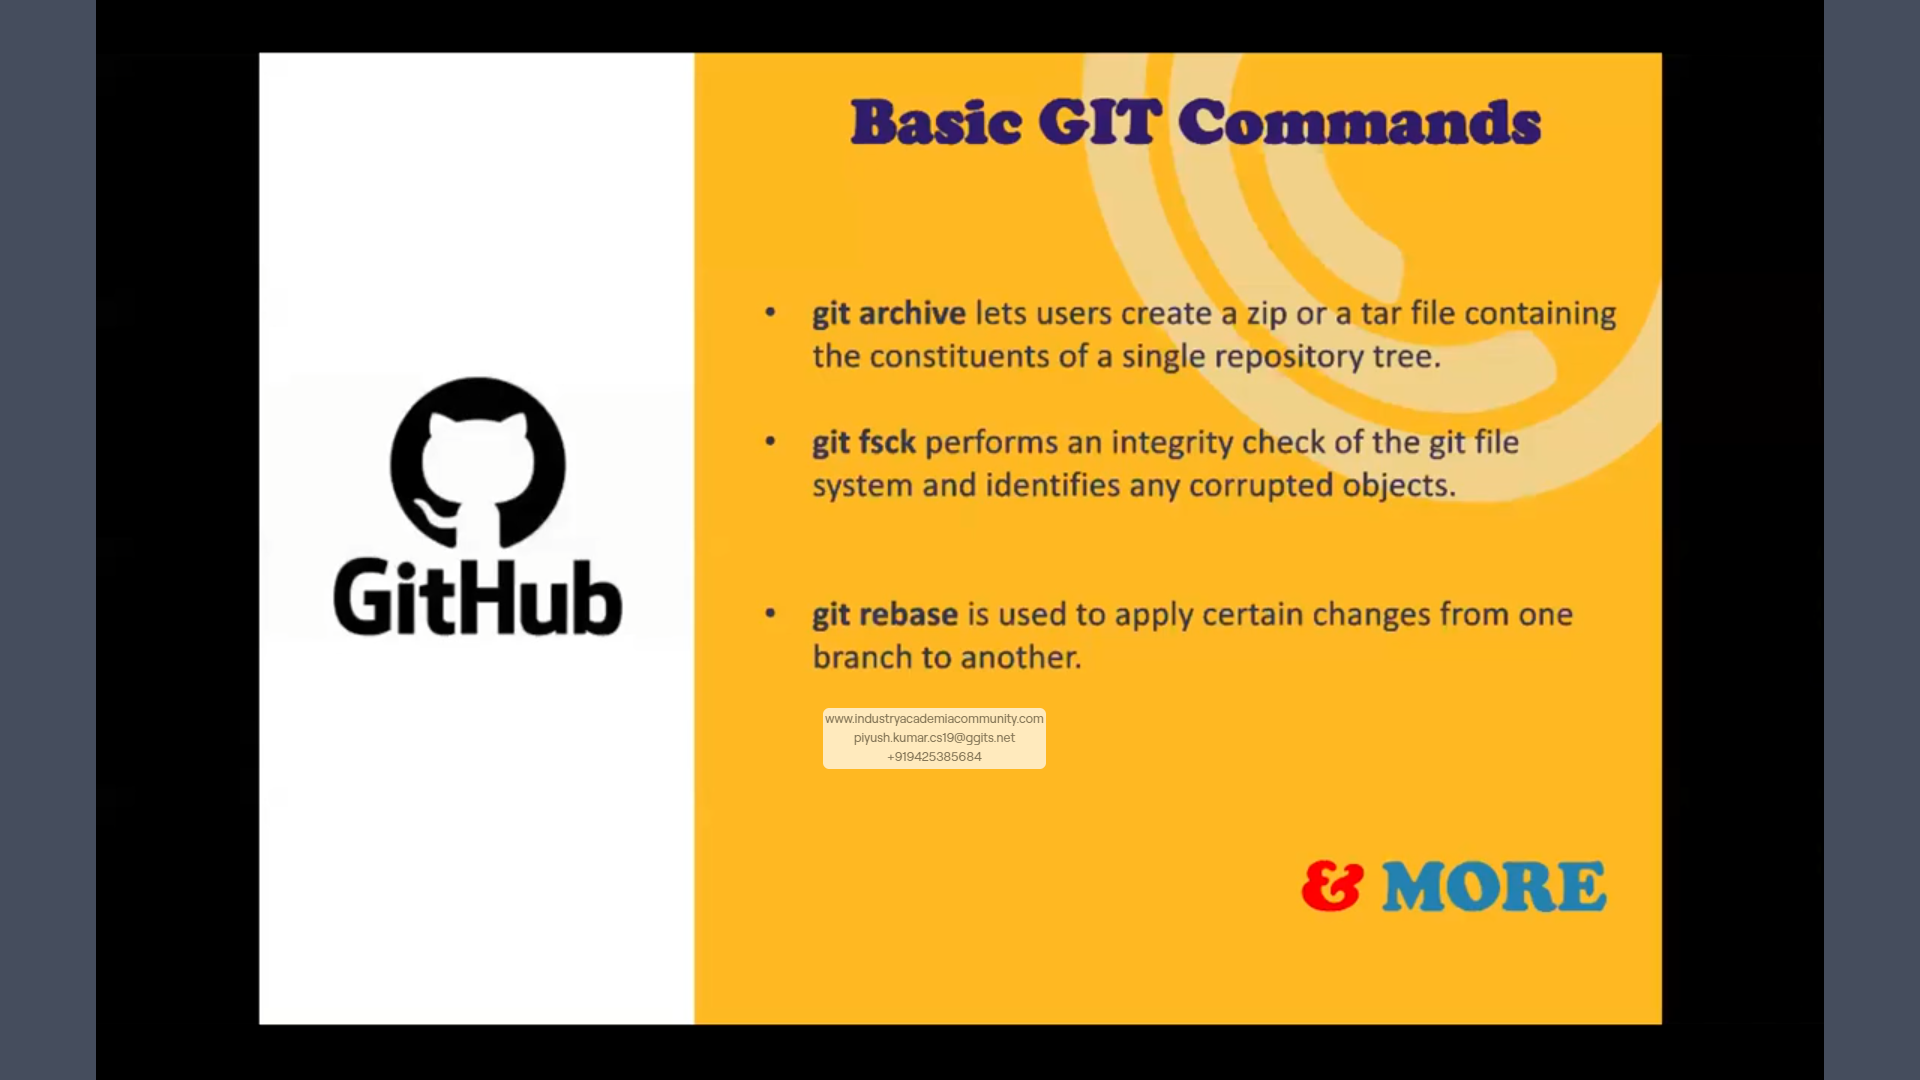 Basic GIT Commands
• git archive lets users create a zip or a tar file containing
the constituents of a single repository tree.
• git fsck performs an integrity check of the git file
system and identifies any corrupted objects.
GitHub
• git rebase is used to apply certain changes from one
branch to another.
www.industryacademiacommunity.com
piyush.kumar.cs19@ggits.net
+919425385684
& MORE